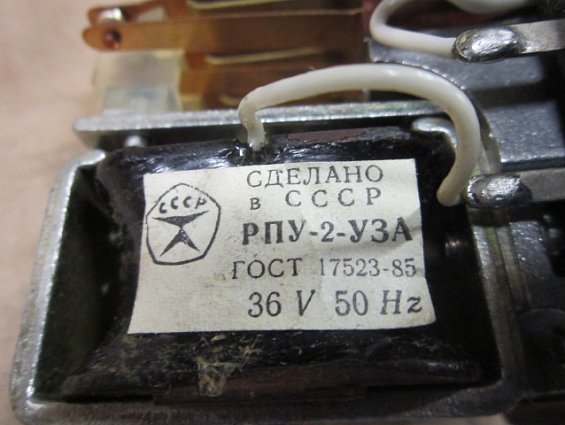 СДЕЛАНО
в СССР
СССР
РПУ-2-УЗА
ГОСТ 17523-85
36 V 50 Hz